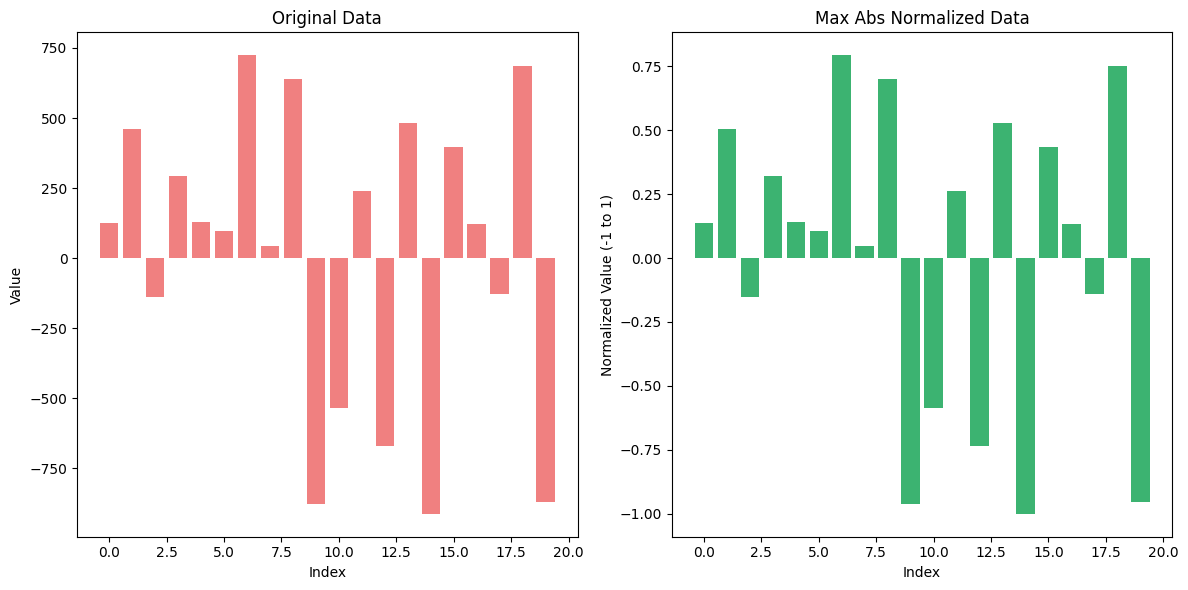 Original Data
Value
750
500
250
0
−250
−500
−750
0.0 2.5 5.0 7.5 10.0 12.5 15.0 17.5 20.0
Index
Max Abs Normalized Data
Normalized Value (-1 to 1)
0.75
0.50
0.25
0.00
−0.25
−0.50
−0.75
−1.00
0.0 2.5 5.0 7.5 10.0 12.5 15.0 17.5 20.0
Index